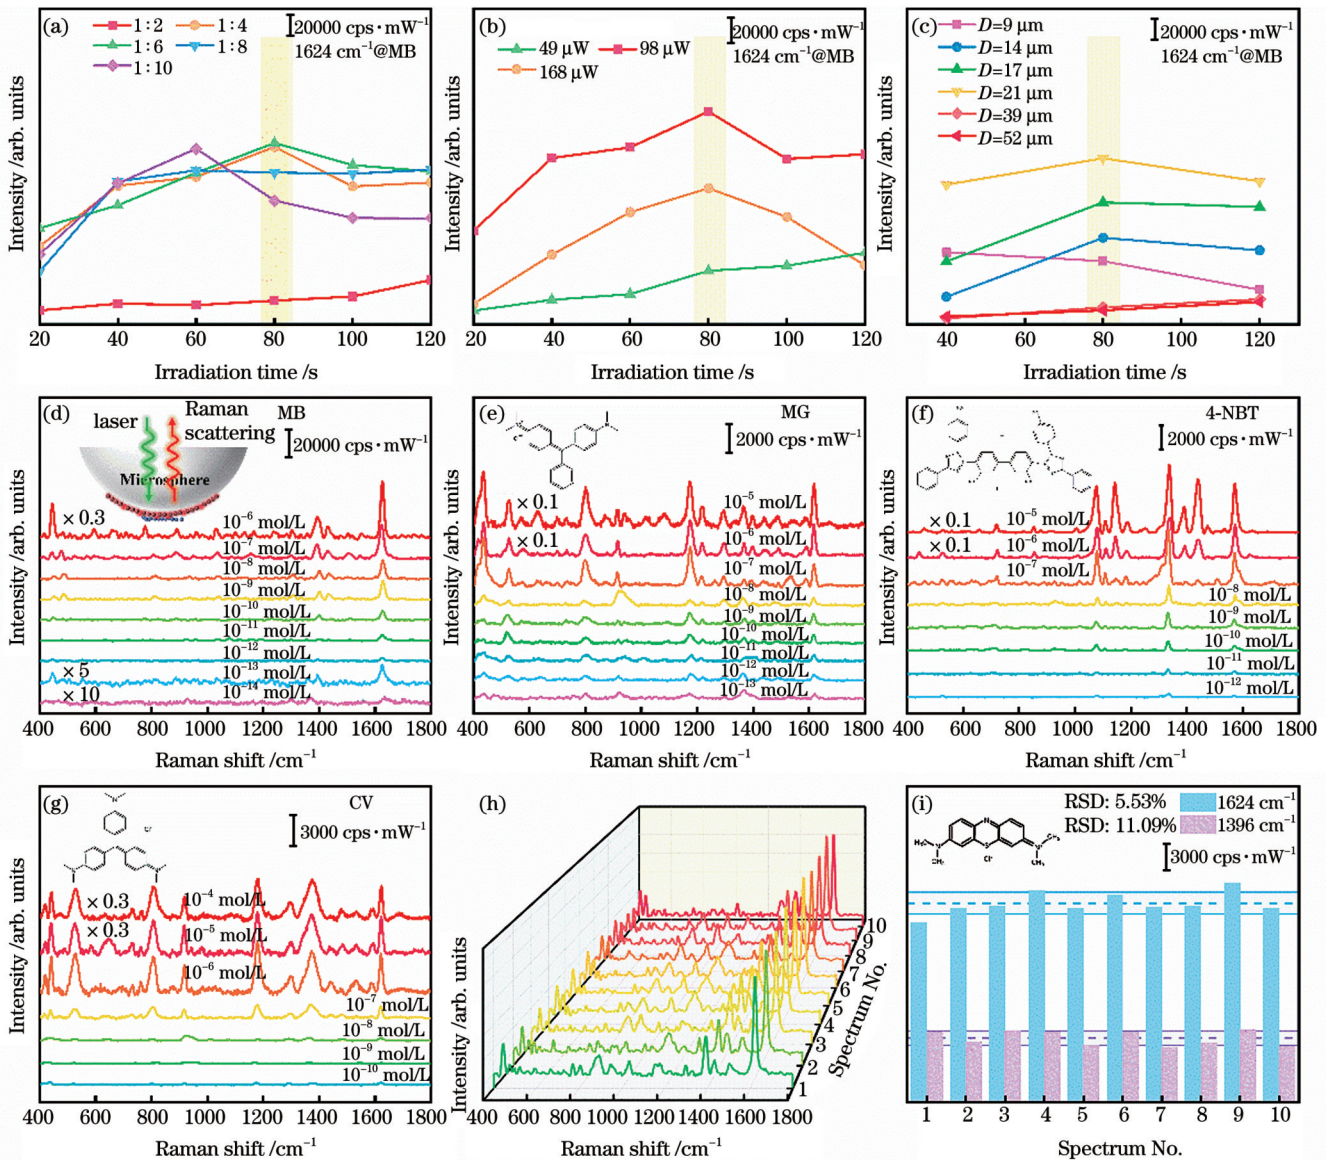 (a)
1∶2
1∶4
1∶6
1∶8
1∶10
20000 cps·mW⁻¹
1624 cm⁻¹@MB
Intensity /arb. units
20 40 60 80 100 120
Irradiation time /s
(b)
49 μW
98 μW
168 μW
20000 cps·mW⁻¹
1624 cm⁻¹@MB
Intensity /arb. units
20 40 60 80 100 120
Irradiation time /s
(c)
D=9 μm
D=14 μm
D=17 μm
D=21 μm
D=39 μm
D=52 μm
20000 cps·mW⁻¹
1624 cm⁻¹@MB
Intensity /arb. units
40 60 80 100 120
Irradiation time /s
(d)
laser
Raman
scattering
MB
20000 cps·mW⁻¹
Microsphere
× 0.3
10⁻⁶ mol/L
10⁻⁷ mol/L
10⁻⁸ mol/L
10⁻⁹ mol/L
10⁻¹⁰ mol/L
10⁻¹¹ mol/L
10⁻¹² mol/L
× 5
10⁻¹³ mol/L
× 10
10⁻¹⁴ mol/L
Intensity /arb. units
400 600 800 1000 1200 1400 1600 1800
Raman shift /cm⁻¹
(e)
MG
2000 cps·mW⁻¹
× 0.1
10⁻⁵ mol/L
× 0.1
10⁻⁶ mol/L
10⁻⁷ mol/L
10⁻⁸ mol/L
10⁻⁹ mol/L
10⁻¹⁰ mol/L
10⁻¹¹ mol/L
10⁻¹² mol/L
10⁻¹³ mol/L
Intensity /arb. units
400 600 800 1000 1200 1400 1600 1800
Raman shift /cm⁻¹
(f)
4-NBT
2000 cps·mW⁻¹
× 0.1
10⁻⁵ mol/L
× 0.1
10⁻⁶ mol/L
10⁻⁷ mol/L
10⁻⁸ mol/L
10⁻⁹ mol/L
10⁻¹⁰ mol/L
10⁻¹¹ mol/L
10⁻¹² mol/L
Intensity /arb. units
400 600 800 1000 1200 1400 1600 1800
Raman shift /cm⁻¹
(g)
CV
3000 cps·mW⁻¹
× 0.3
10⁻⁴ mol/L
× 0.3
10⁻⁵ mol/L
10⁻⁶ mol/L
10⁻⁷ mol/L
10⁻⁸ mol/L
10⁻⁹ mol/L
10⁻¹⁰ mol/L
Intensity /arb. units
400 600 800 1000 1200 1400 1600 1800
Raman shift /cm⁻¹
(h)
Intensity /arb. units
400 600 800 1000 1200 1400 1600 1800
Raman shift /cm⁻¹
1 2 3 4 5 6 7 8 9 10
Spectrum No.
(i)
RSD: 5.53%
1624 cm⁻¹
RSD: 11.09%
1396 cm⁻¹
3000 cps·mW⁻¹
Intensity /arb. units
1 2 3 4 5 6 7 8 9 10
Spectrum No.